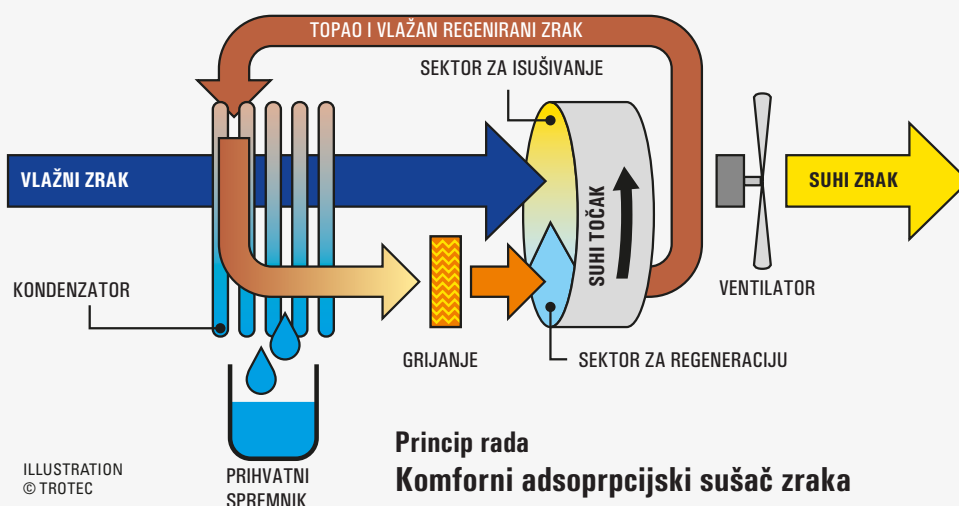 TOPAO I VLAŽAN REGENIRANI ZRAK
SEKTOR ZA ISUŠIVANJE
VLAŽNI ZRAK
SUHI TOČAK
SUHI ZRAK
KONDENZATOR
VENTILATOR
GRIJANJE
SEKTOR ZA REGENERACIJU
PRIHVATNI
SPREMNIK
ILLUSTRATION
© TROTEC
Princip rada
Komforni adsoprpcijski sušač zraka